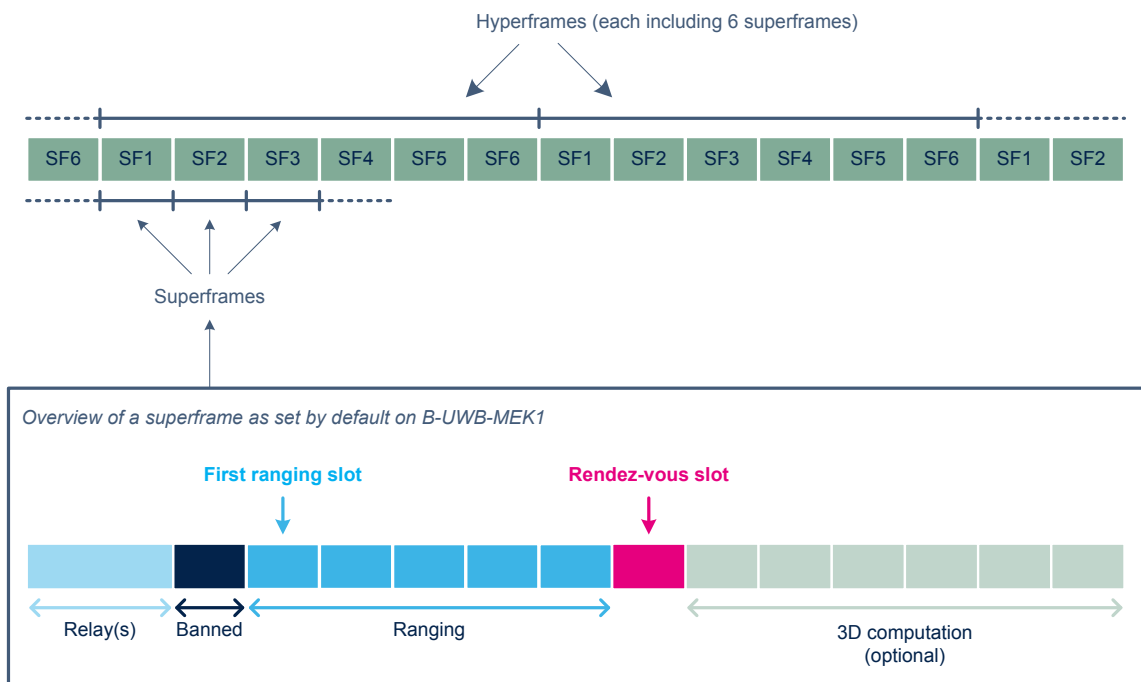 Hyperframes (each including 6 superframes)
SF6 SF1 SF2 SF3 SF4 SF5 SF6 SF1 SF2 SF3 SF4 SF5 SF6 SF1 SF2
Superframes
Overview of a superframe as set by default on B-UWB-MEK1
First ranging slot Rendez-vous slot
Relay(s) Banned Ranging 3D computation
(optional)